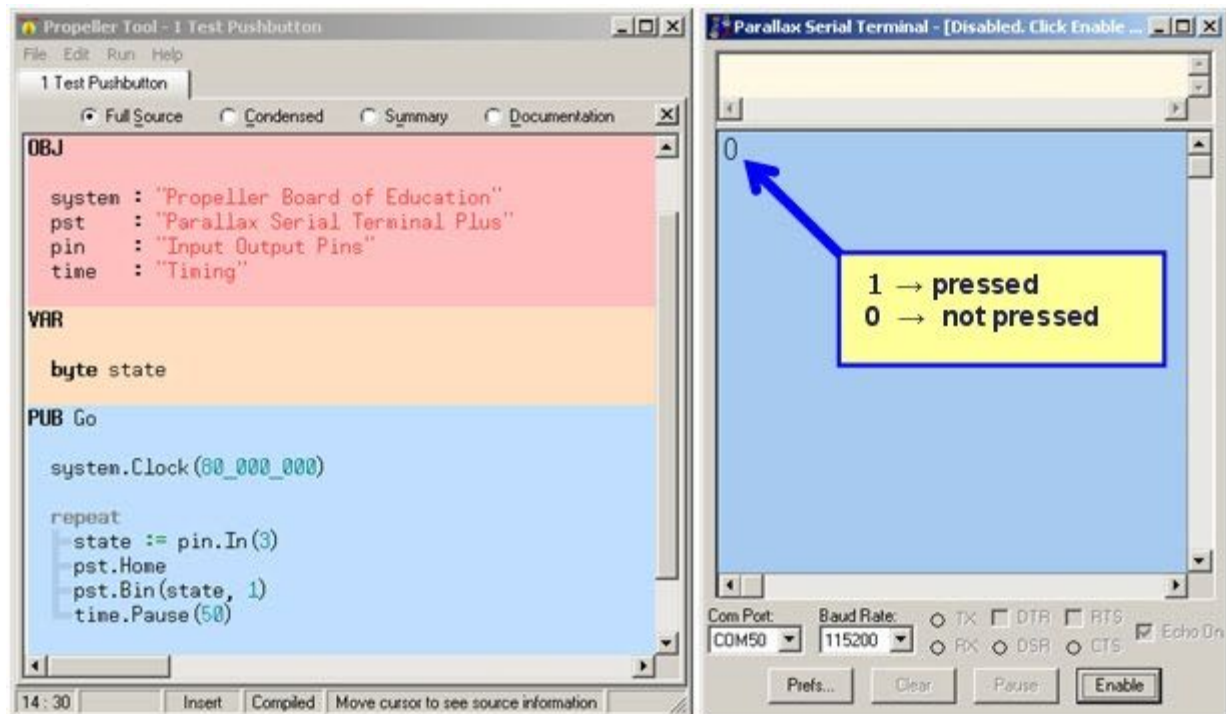 Propeller Tool - 1 Test Pushbutton
File Edit Run Help
1 Test Pushbutton
Full Source Condensed Summary Documentation
OBJ
system : "Propeller Board of Education"
pst : "Parallax Serial Terminal Plus"
pin : "Input Output Pins"
time : "Timing"
VAR
byte state
PUB Go
system.Clock(80_000_000)
repeat
state := pin.In(3)
pst.Home
pst.Bin(state, 1)
time.Pause(50)
14 : 30 Insert Compiled Move cursor to see source information
Parallax Serial Terminal - [Disabled. Click Enable ...
0
1 → pressed
0 → not pressed
Com Port: Baud Rate: TX DTR RTS
COM50 115200 RX DSR CTS Echo On
Prefs... Clear Pause Enable